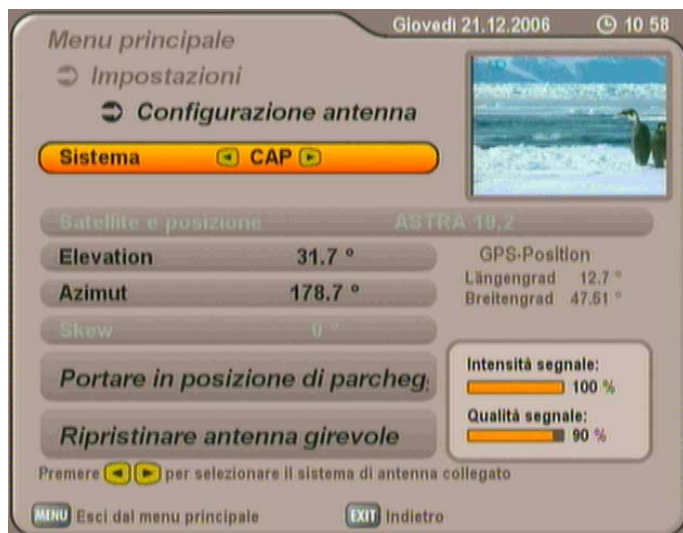 Giovedì 21.12.2006 10 58
Menu principale
Impostazioni
Configurazione antenna
Sistema CAP
Satellite e posizione ASTRA 19.2
Elevation 31.7 °
Azimut 178.7 °
Skew 0 °
GPS-Position
Längengrad 12.7 °
Breitengrad 47.51 °
Portare in posizione di parcheg
Ripristinare antenna girevole
Intensità segnale:
100 %
Qualità segnale:
90 %
Premere per selezionare il sistema di antenna collegato
MENU Esci dal menu principale EXIT Indietro